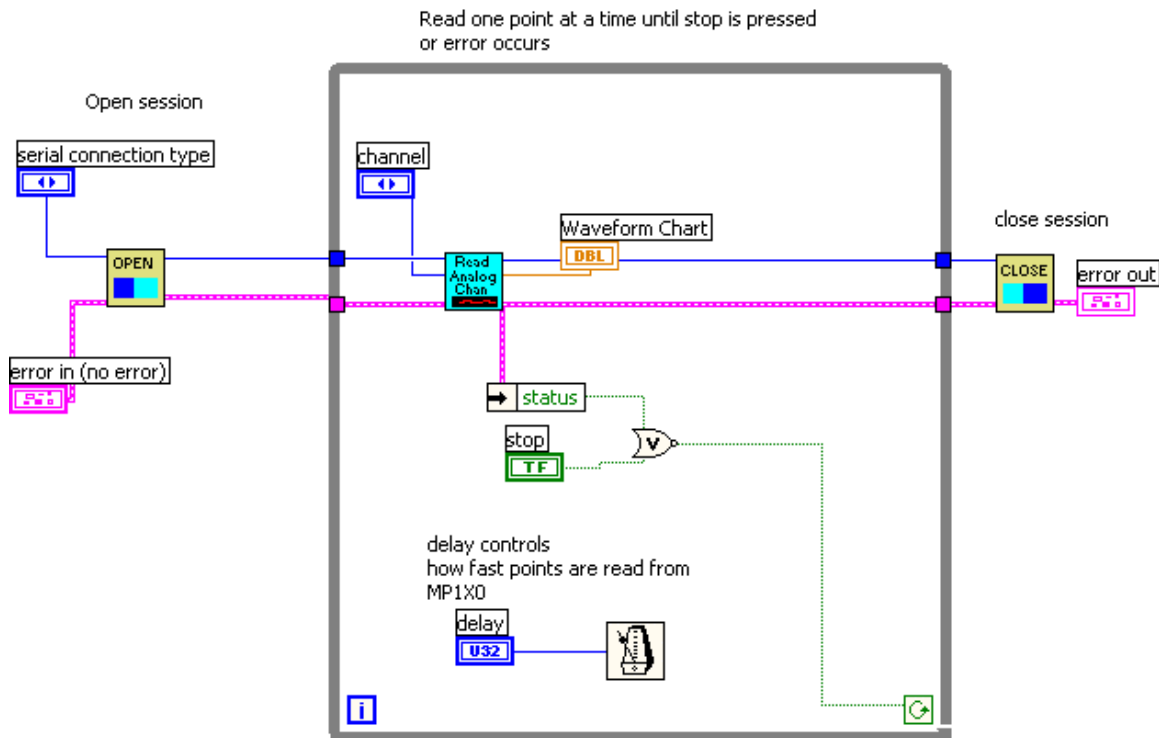 Read one point at a time until stop is pressed
or error occurs
Open session
serial connection type
channel
Waveform Chart
DBL
close session
OPEN
Read
Analog
Chan
CLOSE
error out
error in (no error)
status
stop
V
TF
delay controls
how fast points are read from
MP1X0
delay
U32
i